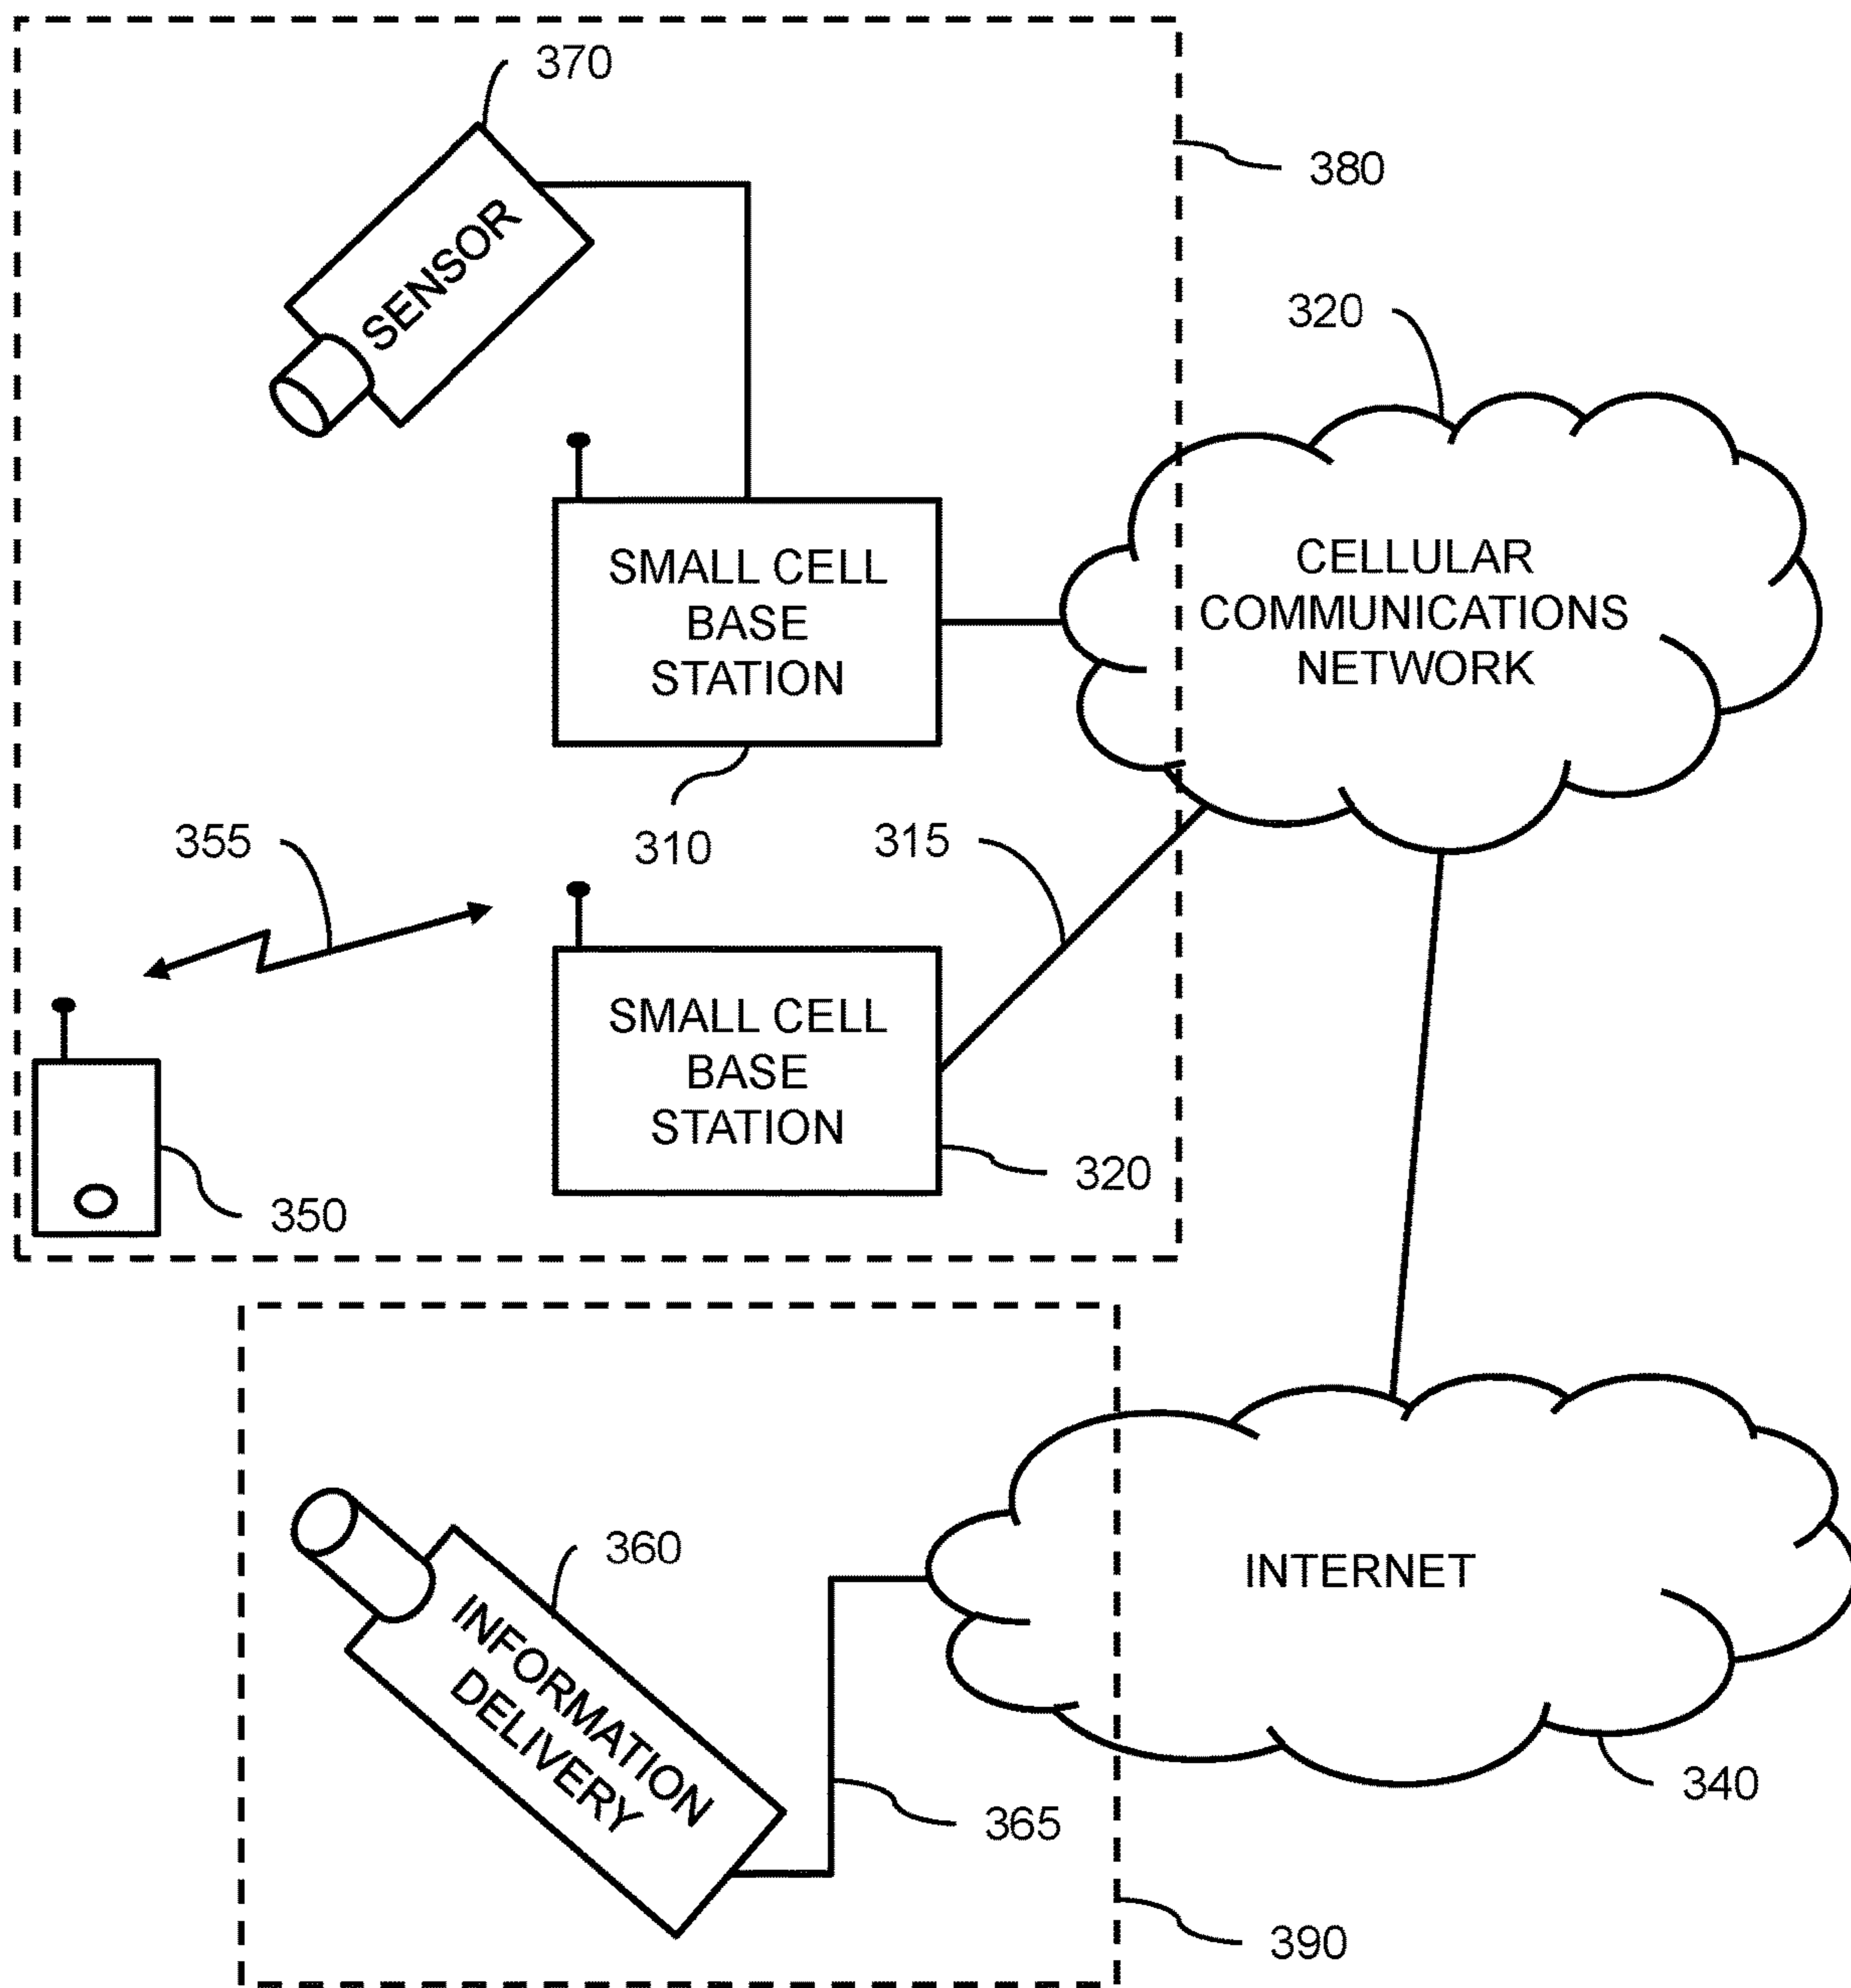 370
380
SENSOR
320
SMALL CELL
BASE
STATION
CELLULAR
COMMUNICATIONS
NETWORK
310
315
355
SMALL CELL
BASE
STATION
320
350
360
INFORMATION
DELIVERY
INTERNET
340
365
390